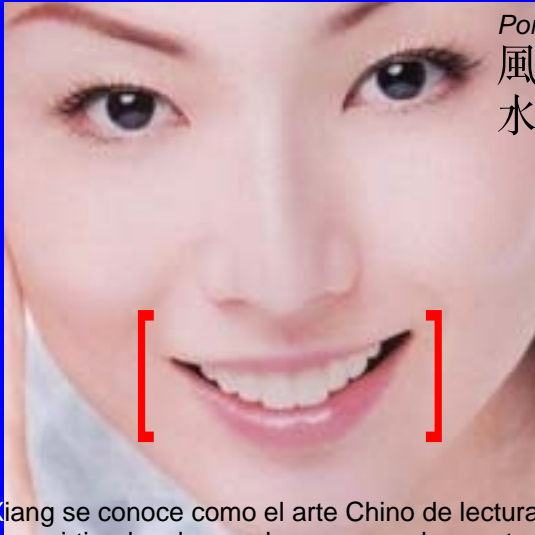 Por
風
水
Xiang se conoce como el arte Chino de lectura